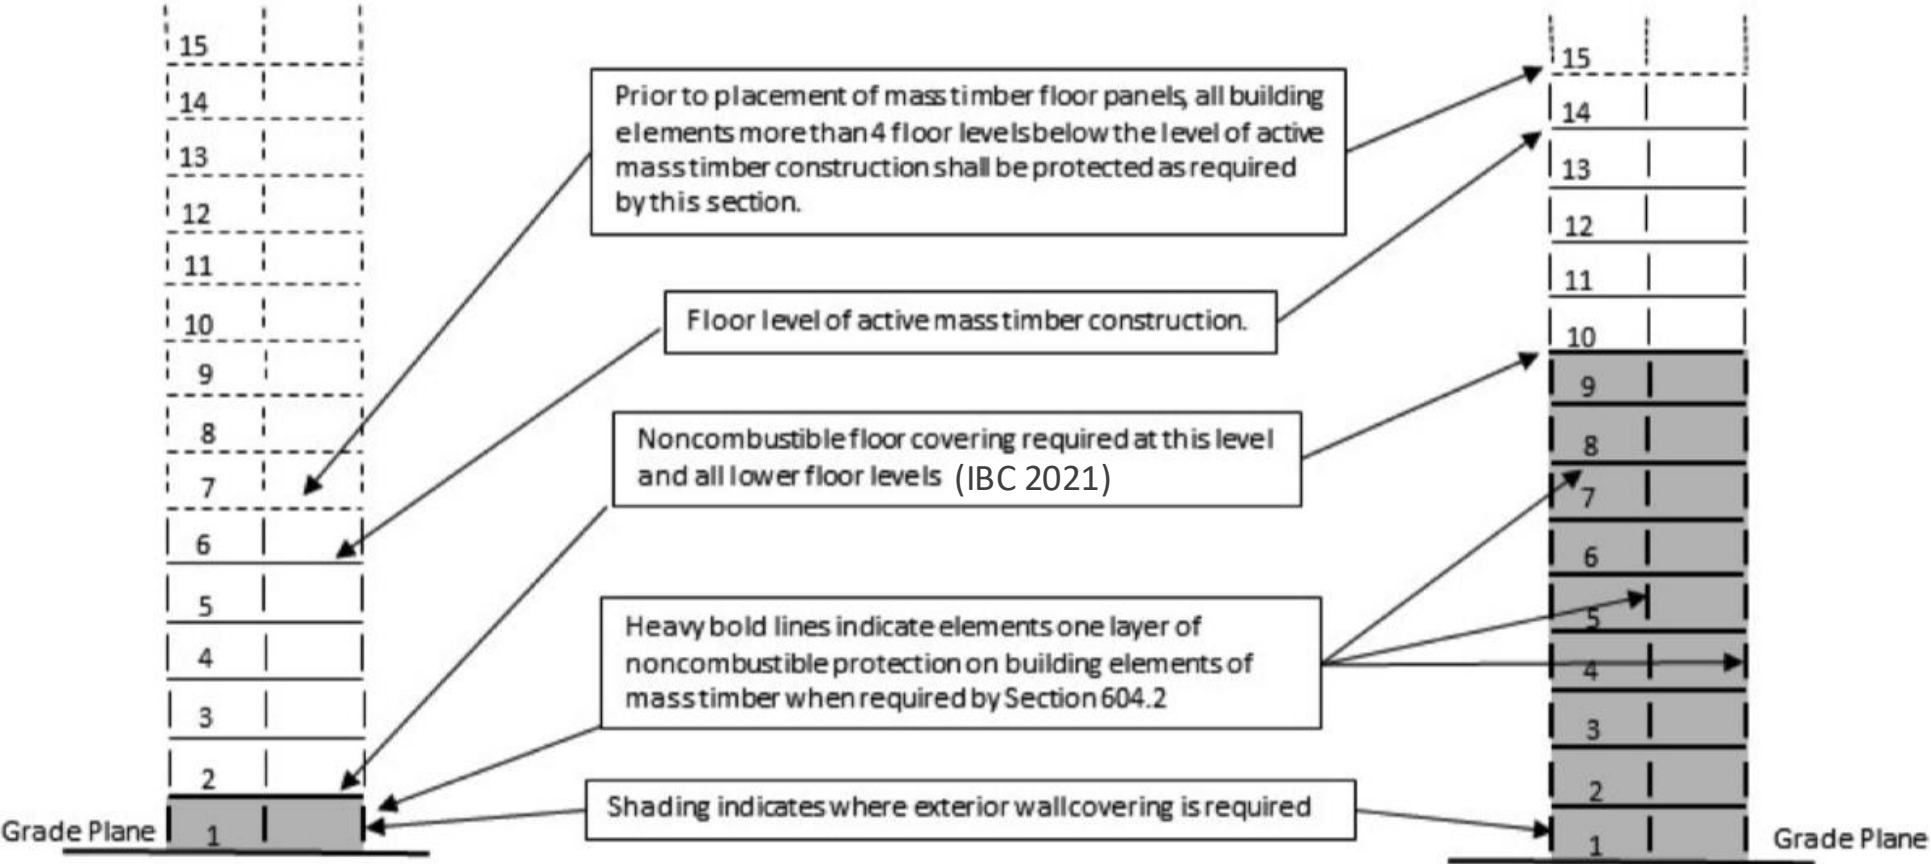 15
14
13
12
11
10
9
8
7
6
5
4
3
2
1
Grade Plane
Prior to placement of mass timber floor panels, all building
elements more than 4 floor levels below the level of active
mass timber construction shall be protected as required
by this section.
Floor level of active mass timber construction.
Noncombustible floor covering required at this level
and all lower floor levels (IBC 2021)
Heavy bold lines indicate elements one layer of
noncombustible protection on building elements of
mass timber when required by Section 604.2
Shading indicates where exterior wall covering is required
15
14
13
12
11
10
9
8
7
6
5
4
3
2
1
Grade Plane